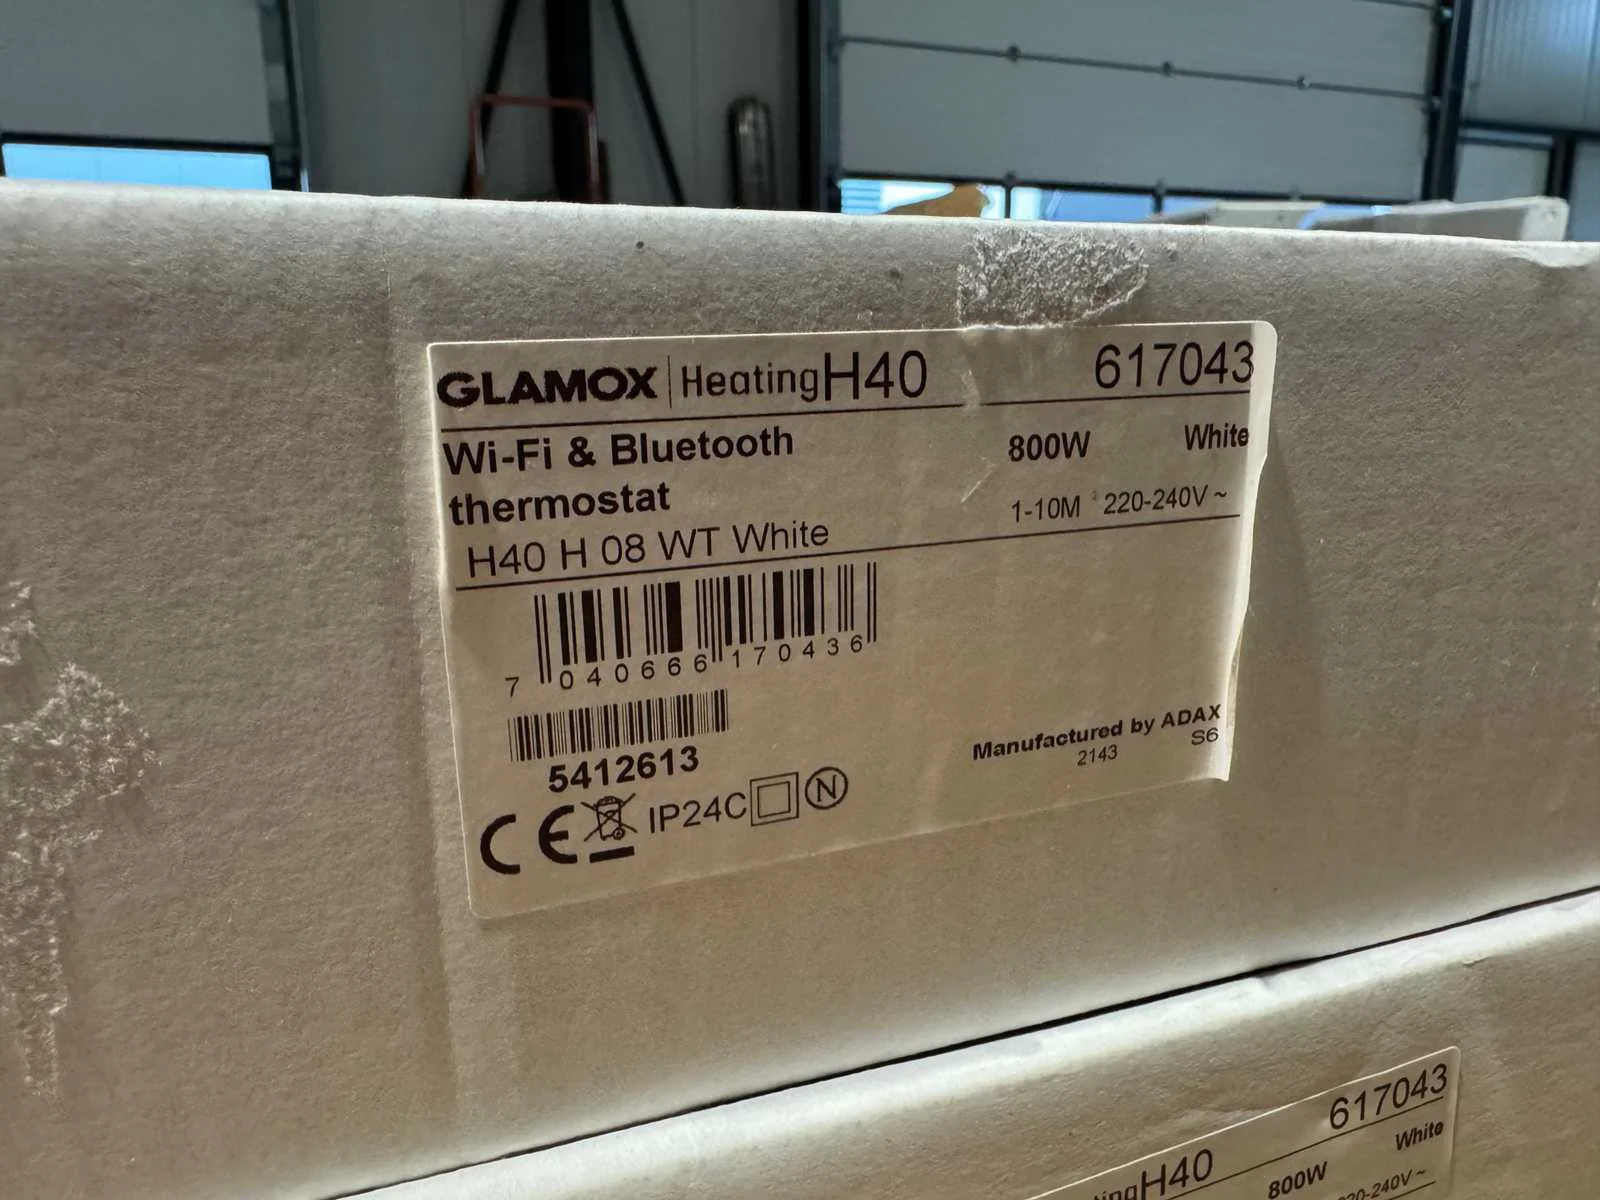 GLAMOX Heating H40 617043
Wi-Fi & Bluetooth 800W White
thermostat 1-10M 220-240V ~
H40 H 08 WT White
7 040666 170436
5412613
Manufactured by ADAX
2143 S6
CE IP24C N
617043
H40 800W White
220-240V ~